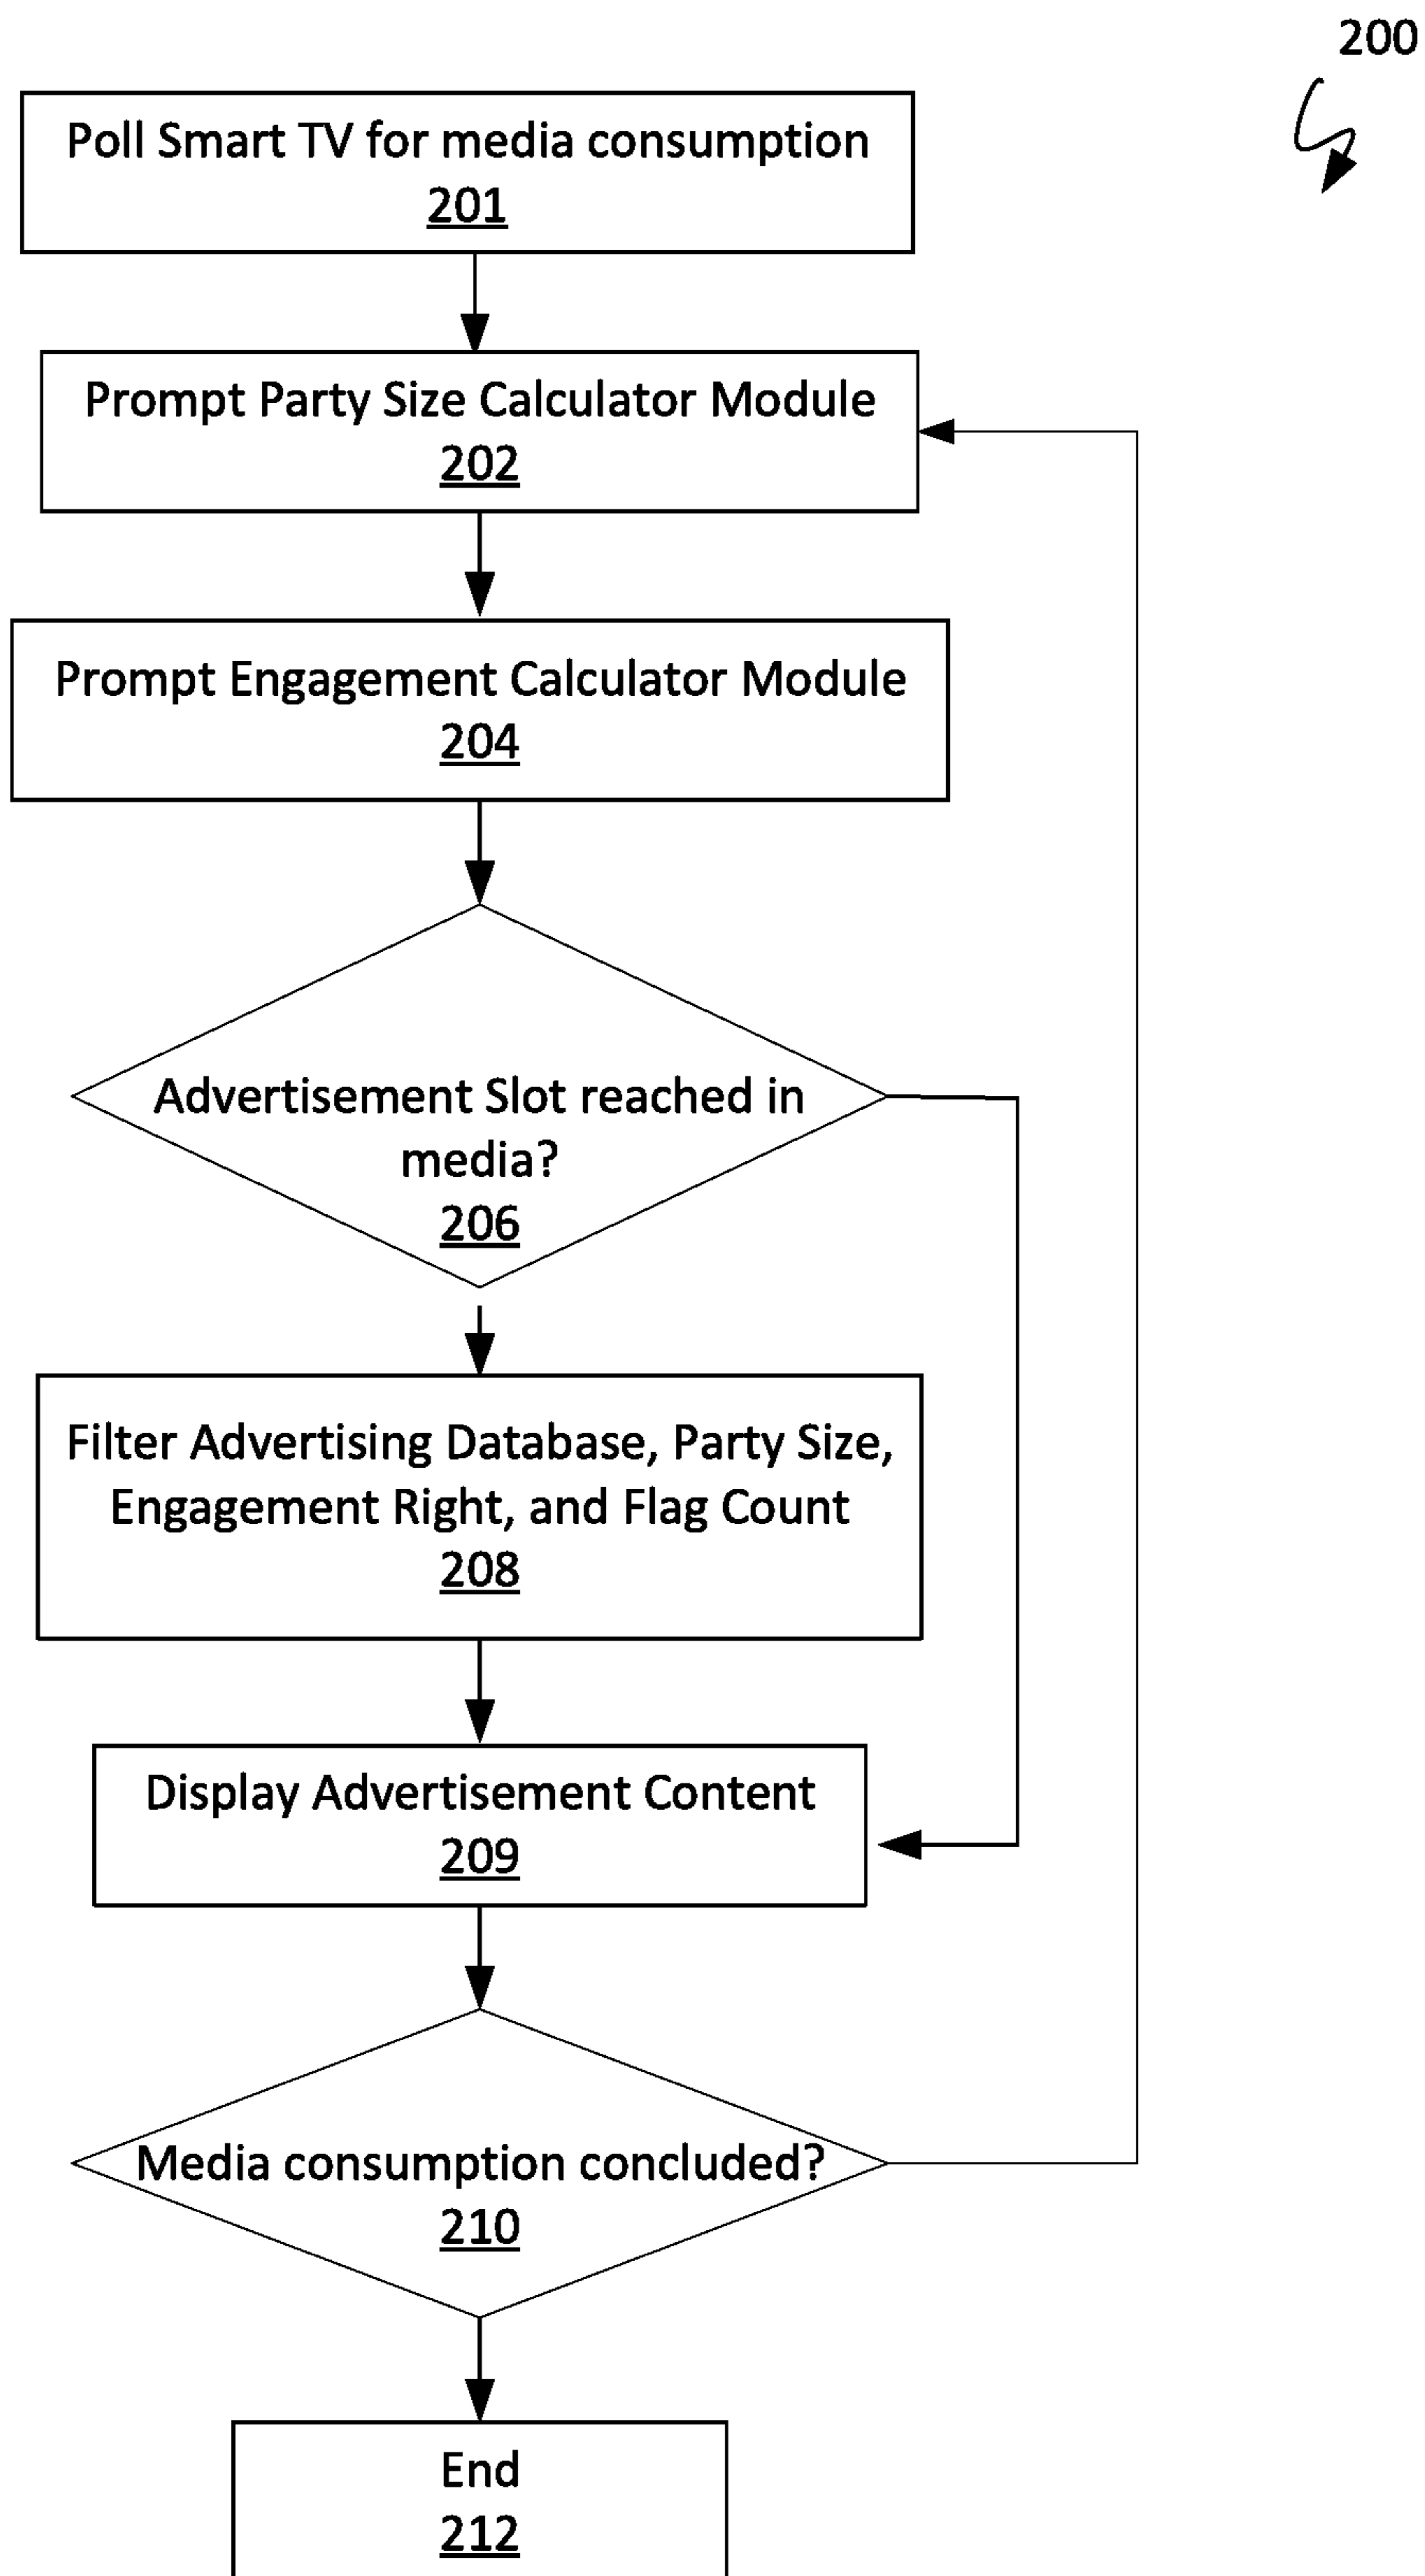 200
Poll Smart TV for media consumption
201
Prompt Party Size Calculator Module
202
Prompt Engagement Calculator Module
204
Advertisement Slot reached in
media?
206
Filter Advertising Database, Party Size,
Engagement Right, and Flag Count
208
Display Advertisement Content
209
Media consumption concluded?
210
End
212